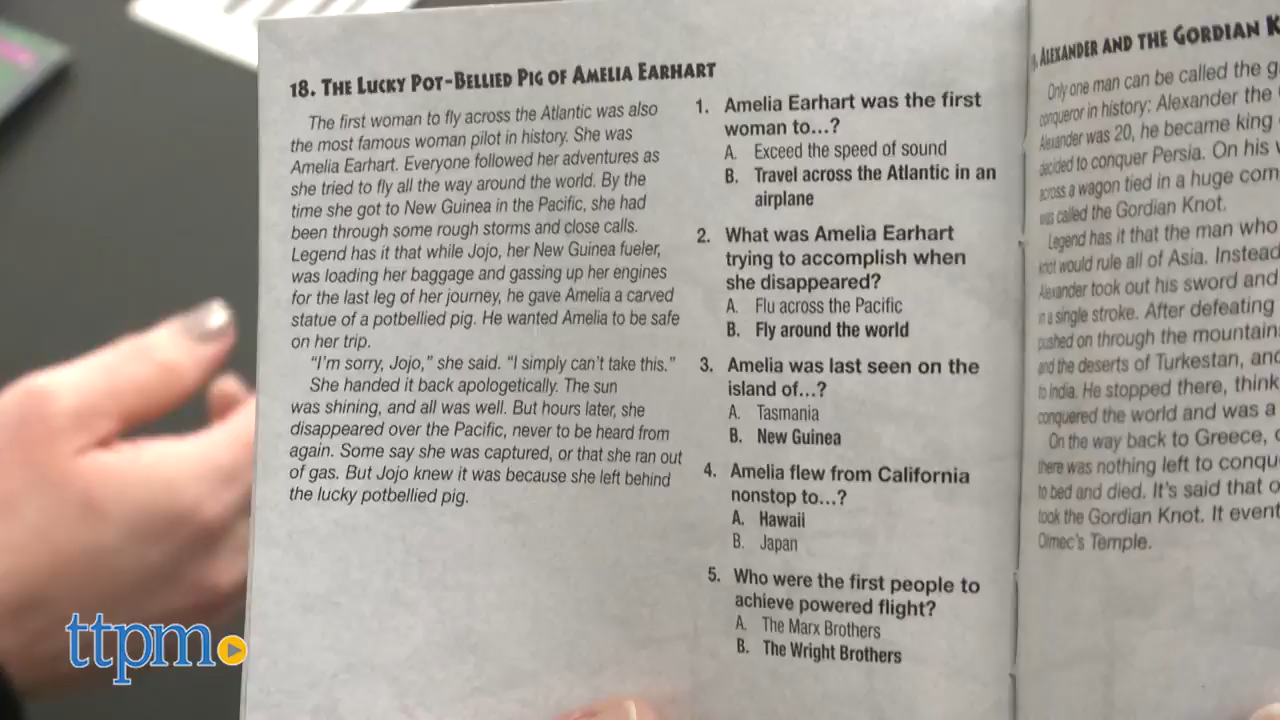 18. The Lucky Pot-Bellied Pig of Amelia Earhart
The first woman to fly across the Atlantic was also
the most famous woman pilot in history. She was
Amelia Earhart. Everyone followed her adventures as
she tried to fly all the way around the world. By the
time she got to New Guinea in the Pacific, she had
been through some rough storms and close calls.
Legend has it that while Jojo, her New Guinea fueler,
was loading her baggage and gassing up her engines
for the last leg of her journey, he gave Amelia a carved
statue of a potbellied pig. He wanted Amelia to be safe
on her trip.
"I'm sorry, Jojo," she said. "I simply can't take this."
She handed it back apologetically. The sun
was shining, and all was well. But hours later, she
disappeared over the Pacific, never to be heard from
again. Some say she was captured, or that she ran out
of gas. But Jojo knew it was because she left behind
the lucky potbellied pig.
1. Amelia Earhart was the first
woman to...?
A. Exceed the speed of sound
B. Travel across the Atlantic in an
airplane
2. What was Amelia Earhart
trying to accomplish when
she disappeared?
A. Flu across the Pacific
B. Fly around the world
3. Amelia was last seen on the
island of...?
A. Tasmania
B. New Guinea
4. Amelia flew from California
nonstop to...?
A. Hawaii
B. Japan
5. Who were the first people to
achieve powered flight?
A. The Marx Brothers
B. The Wright Brothers
Alexander and the Gordian
Only one man can be called the
conqueror in history: Alexander the
Alexander was 20, he became king
decided to conquer Persia. On his
across a wagon tied in a huge
was called the Gordian Knot.
Legend has it that the man who
knot would rule all of Asia. Instead
Alexander took out his sword and
in a single stroke. After defeating
pushed on through the mountain
and the deserts of Turkestan, and
to India. He stopped there, think
conquered the world and was a
On the way back to Greece,
there was nothing left to
to bed and died. It's said that
took the Gordian Knot. It
Olmec's Temple.
ttpm